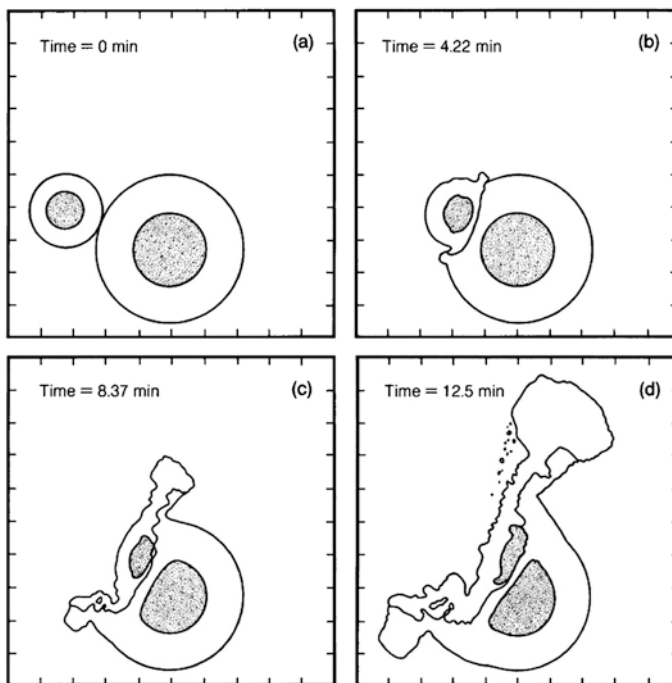 Time = 0 min (a)
Time = 4.22 min (b)
Time = 8.37 min (c)
Time = 12.5 min (d)